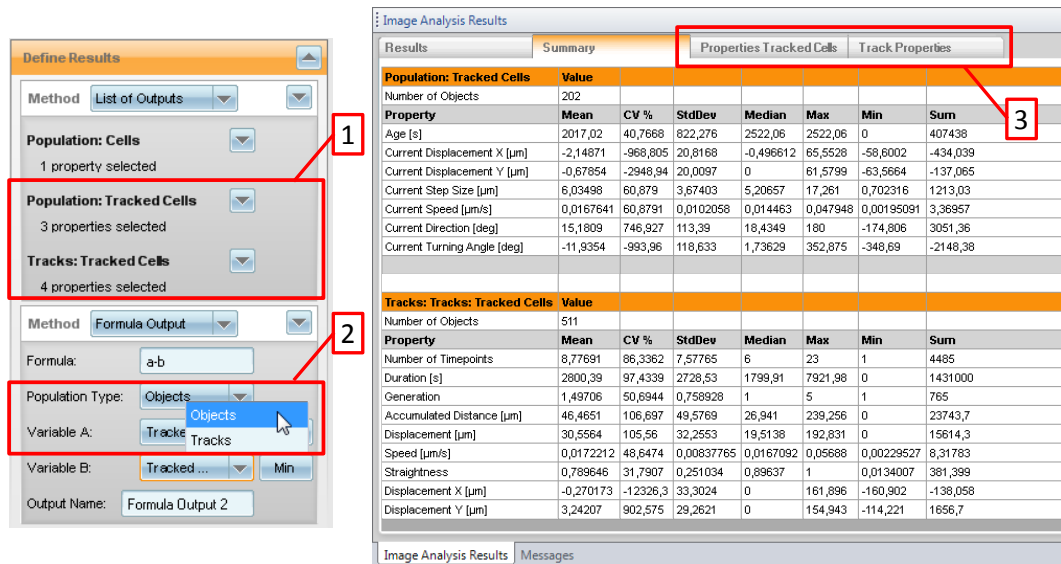 Define Results
Method List of Outputs
Population: Cells
1 property selected
Population: Tracked Cells
3 properties selected
Tracks: Tracked Cells
4 properties selected
Method Formula Output
Formula: a-b
Population Type: Objects
Objects
Variable A: Tracke
Tracks
Variable B: Tracked ... Min
Output Name: Formula Output 2
1
2
Image Analysis Results
Results Summary Properties Tracked Cells Track Properties
3
Population: Tracked Cells Value
Number of Objects 202
Property Mean CV % StdDev Median Max Min Sum
Age [s] 2017,02 40,7668 822,276 2522,06 2522,06 0 407438
Current Displacement X [µm] -2,14871 -968,805 20,8168 -0,496612 65,5528 -58,6002 -434,039
Current Displacement Y [µm] -0,67854 -2948,94 20,0097 0 61,5799 -63,5664 -137,065
Current Step Size [µm] 6,03498 60,879 3,67403 5,20657 17,261 0,702316 1213,03
Current Speed [µm/s] 0,0167641 60,8791 0,0102058 0,014463 0,047948 0,00195091 3,36957
Current Direction [deg] 15,1809 746,927 113,39 18,4349 180 -174,806 3051,36
Current Turning Angle [deg] -11,9354 -993,96 118,633 1,73629 352,875 -348,69 -2148,38
Tracks: Tracks: Tracked Cells Value
Number of Objects 511
Property Mean CV % StdDev Median Max Min Sum
Number of Timepoints 8,77691 86,3362 7,57765 6 23 1 4485
Duration [s] 2800,39 97,4339 2728,53 1799,91 7921,98 0 1431000
Generation 1,49706 50,6944 0,758928 1 5 1 765
Accumulated Distance [µm] 46,4651 106,697 49,5769 26,941 239,256 0 23743,7
Displacement [µm] 30,5564 105,56 32,2553 19,5138 192,831 0 15614,3
Speed [µm/s] 0,0172212 48,6474 0,00837765 0,0167092 0,05688 0,00229527 8,31783
Straightness 0,789646 31,7907 0,251034 0,89637 1 0,0134007 381,399
Displacement X [µm] -0,270173 -12326,3 33,3024 0 161,896 -160,902 -138,058
Displacement Y [µm] 3,24207 902,575 29,2621 0 154,943 -114,221 1656,7
Image Analysis Results Messages